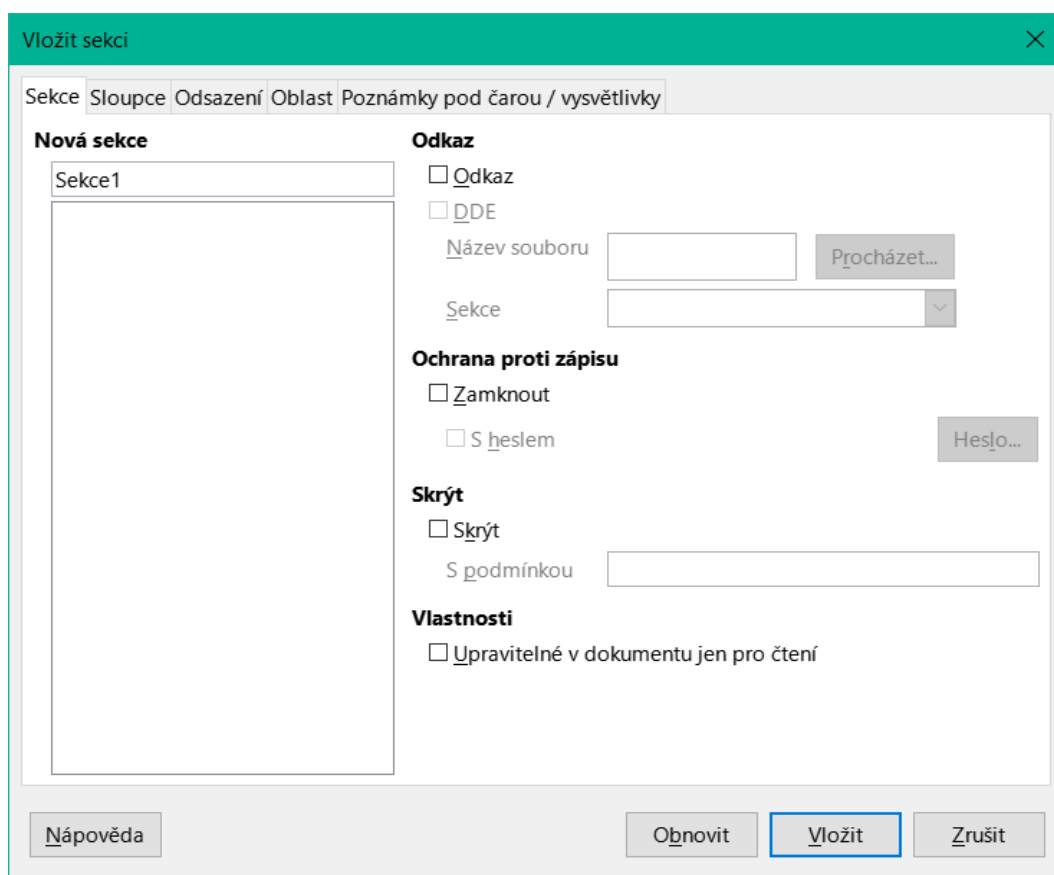 Vložit sekci
Sekce Sloupce Odsazení Oblast Poznámky pod čarou / vysvětlivky
Nová sekce
Sekce1
Odkaz
Odkaz
DDE
Název souboru
Procházet...
Sekce
Ochrana proti zápisu
Zamknout
S heslem
Heslo...
Skrýt
Skrýt
S podmínkou
Vlastnosti
Upravitelné v dokumentu jen pro čtení
Nápověda
Obnovit
Vložit
Zrušit